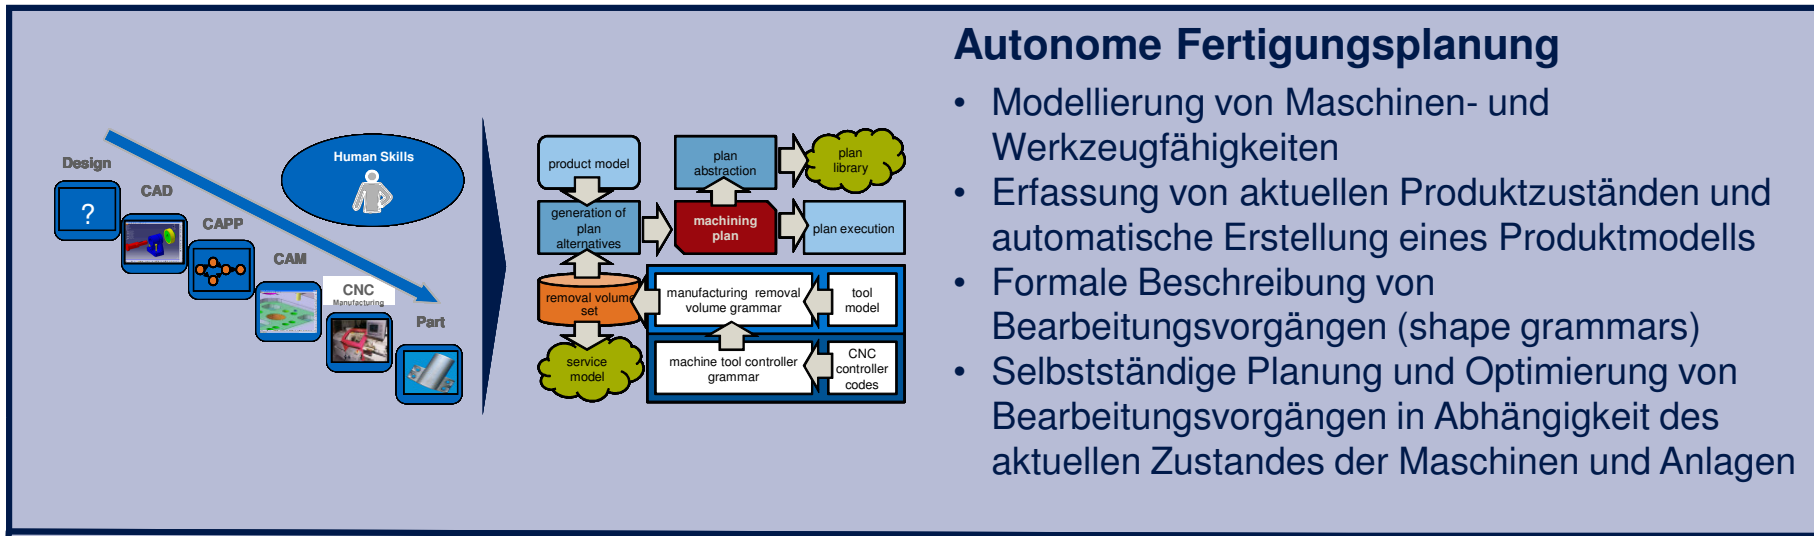 Design
?
CAD
CAPP
CAM
CNC
Manufacturing
Part
Human Skills
product model
plan
abstraction
plan
library
generation of
plan
alternatives
machining
plan
plan execution
removal volume
set
manufacturing removal
volume grammar
tool
model
service
model
machine tool controller
grammar
CNC
controller
codes
Autonome Fertigungsplanung
• Modellierung von Maschinen- und
Werkzeugfähigkeiten
• Erfassung von aktuellen Produktzuständen und
automatische Erstellung eines Produktmodells
• Formale Beschreibung von
Bearbeitungsvorgängen (shape grammars)
• Selbstständige Planung und Optimierung von
Bearbeitungsvorgängen in Abhängigkeit des
aktuellen Zustandes der Maschinen und Anlagen